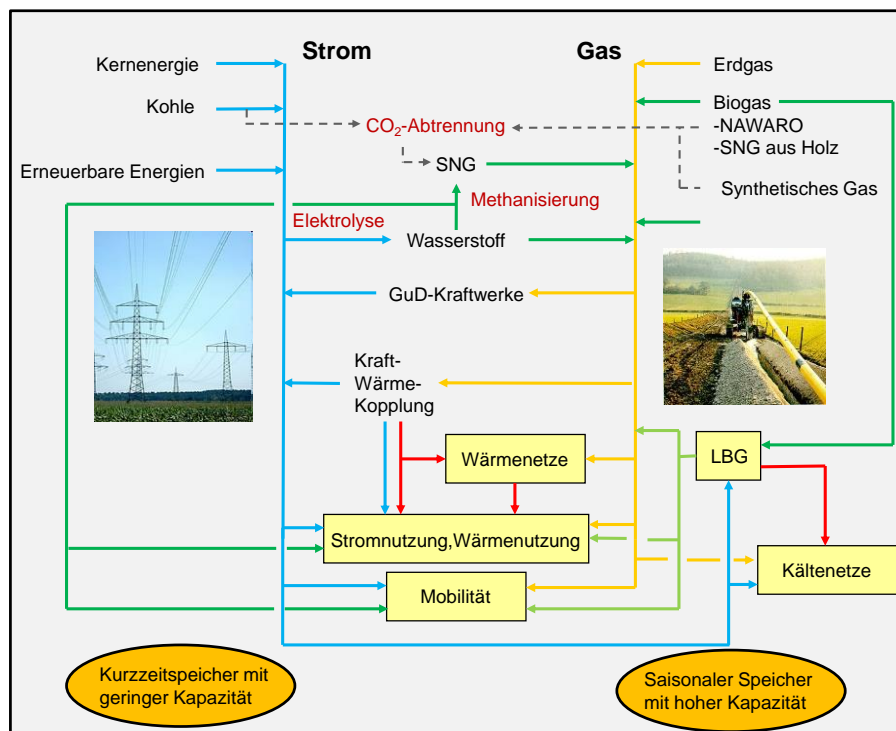 Strom
Gas
Kernenergie
Erdgas
Kohle
Biogas
-NAWARO
-SNG aus Holz
CO₂-Abtrennung
SNG
Erneuerbare Energien
Synthetisches Gas
Methanisierung
Elektrolyse
Wasserstoff
GuD-Kraftwerke
Kraft-
Wärme-
Kopplung
Wärmenetze
LBG
Stromnutzung,Wärmenutzung
Kältenetze
Mobilität
Kurzzeitspeicher mit
geringer Kapazität
Saisonaler Speicher
mit hoher Kapazität